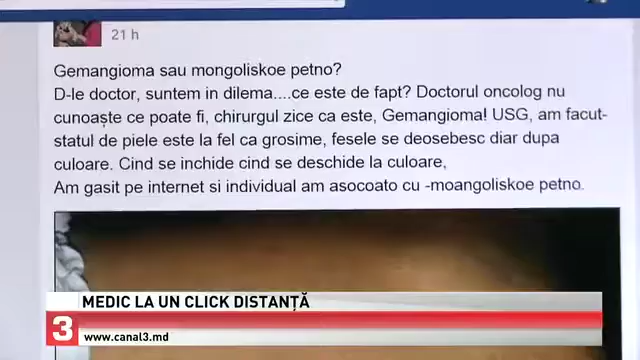 21 h
Gemangioma sau mongoliskoe petno?
D-le doctor, suntem in dilema....ce este de fapt? Doctorul oncolog nu
cunoaște ce poate fi, chirurgul zice ca este, Gemangioma! USG, am facut-
statul de piele este la fel ca grosime, fesele se deosebesc diar dupa
culoare. Cind se inchide cind se deschide la culoare,
Am gasit pe internet si individual am asocoato cu -moangoliskoe petno.
MEDIC LA UN CLICK DISTANȚĂ
3
www.canal3.md